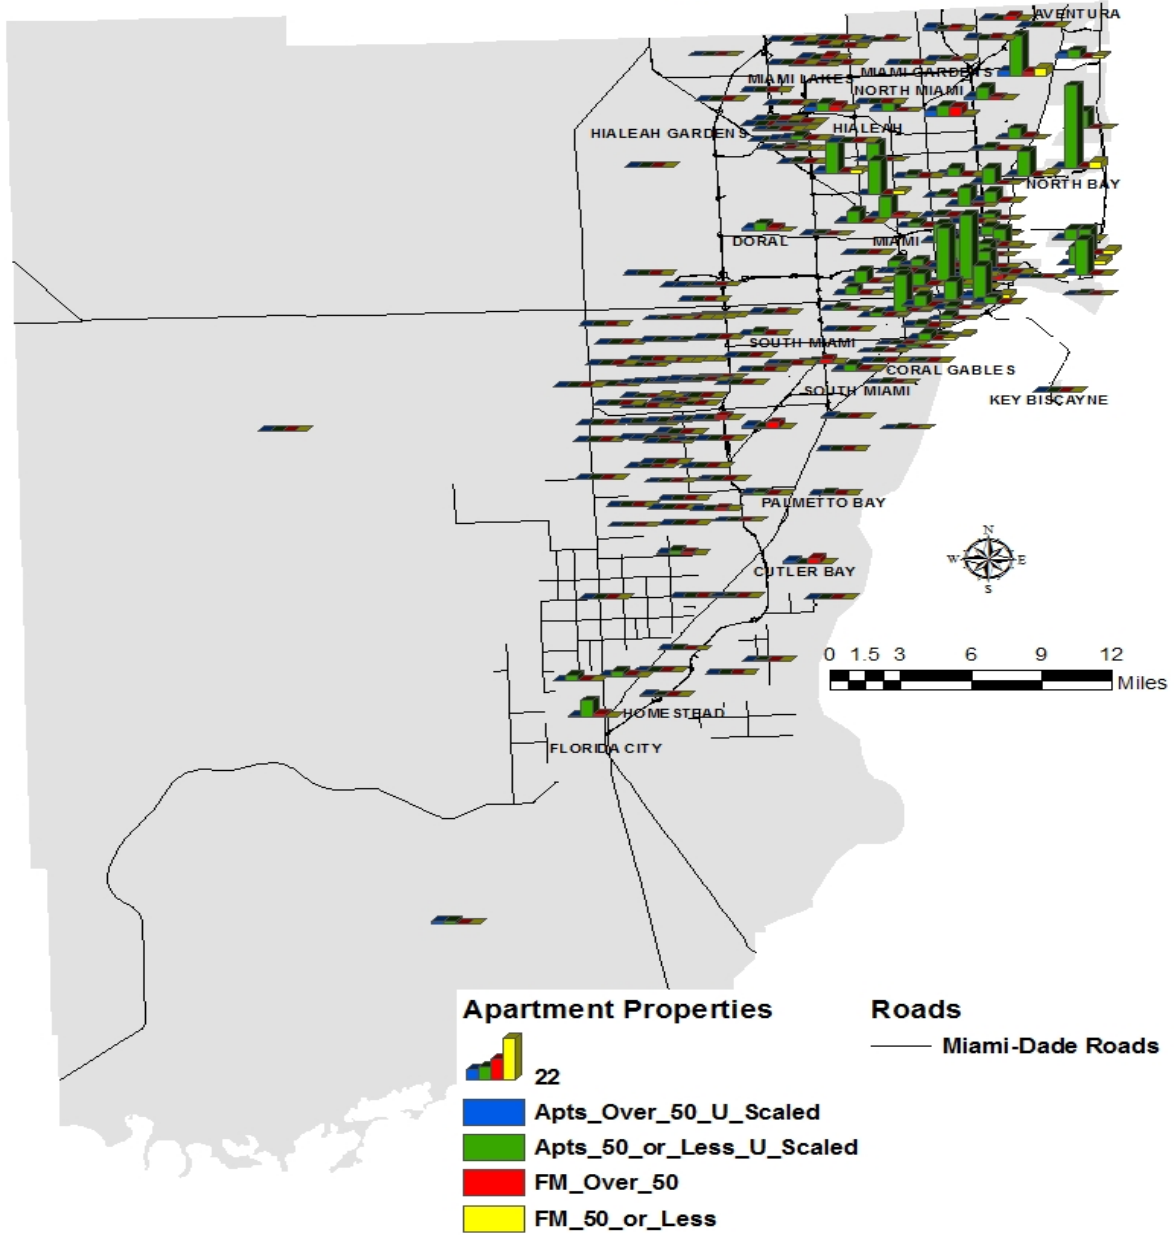 AVENTURA
MIAMI LAKES
MIAMI GARDENS
NORTH MIAMI
HIALEAH GARDENS
HIALEAH
NORTH BAY
DORAL
MIAMI
SOUTH MIAMI
CORAL GABLES
SOUTH MIAMI
KEY BISCAYNE
PALMETTO BAY
N
W E
S
CUTLER BAY
0 1.5 3 6 9 12
Miles
HOMESTEAD
FLORIDA CITY
Apartment Properties
22
Apts_Over_50_U_Scaled
Apts_50_or_Less_U_Scaled
FM_Over_50
FM_50_or_Less
Roads
Miami-Dade Roads